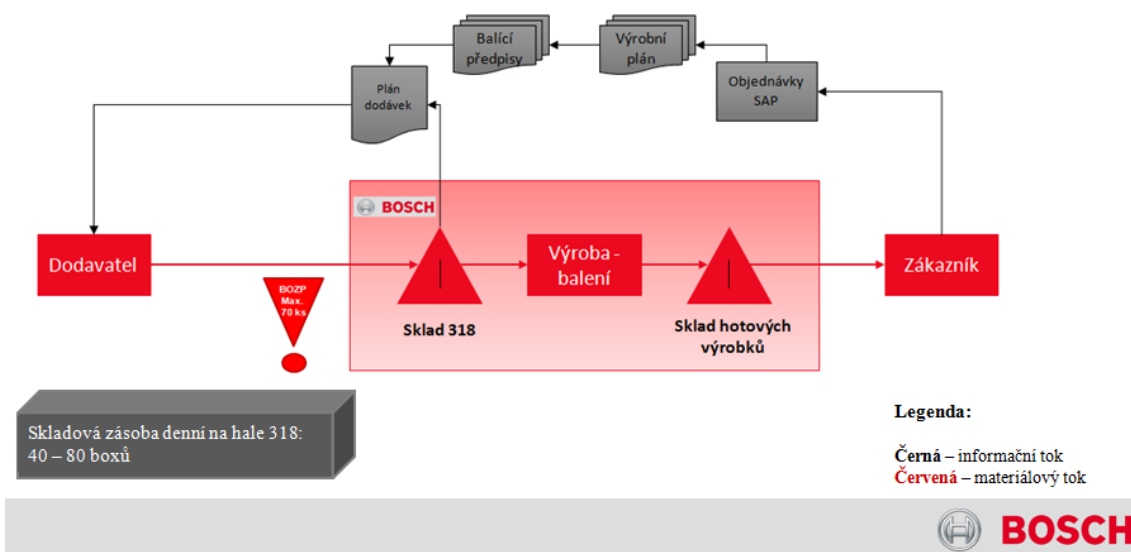 Balící
předpisy
Výrobní
plán
Objednávky
SAP
Plán
dodávek
BOSCH
Dodavatel
Výroba -
balení
Zákazník
BOZP
Max.
70 ks
Sklad 318
Sklad hotových
výrobků
Skladová zásoba denní na hale 318:
40 – 80 boxů
Legenda:
Černá – informační tok
Červená – materiálový tok
BOSCH